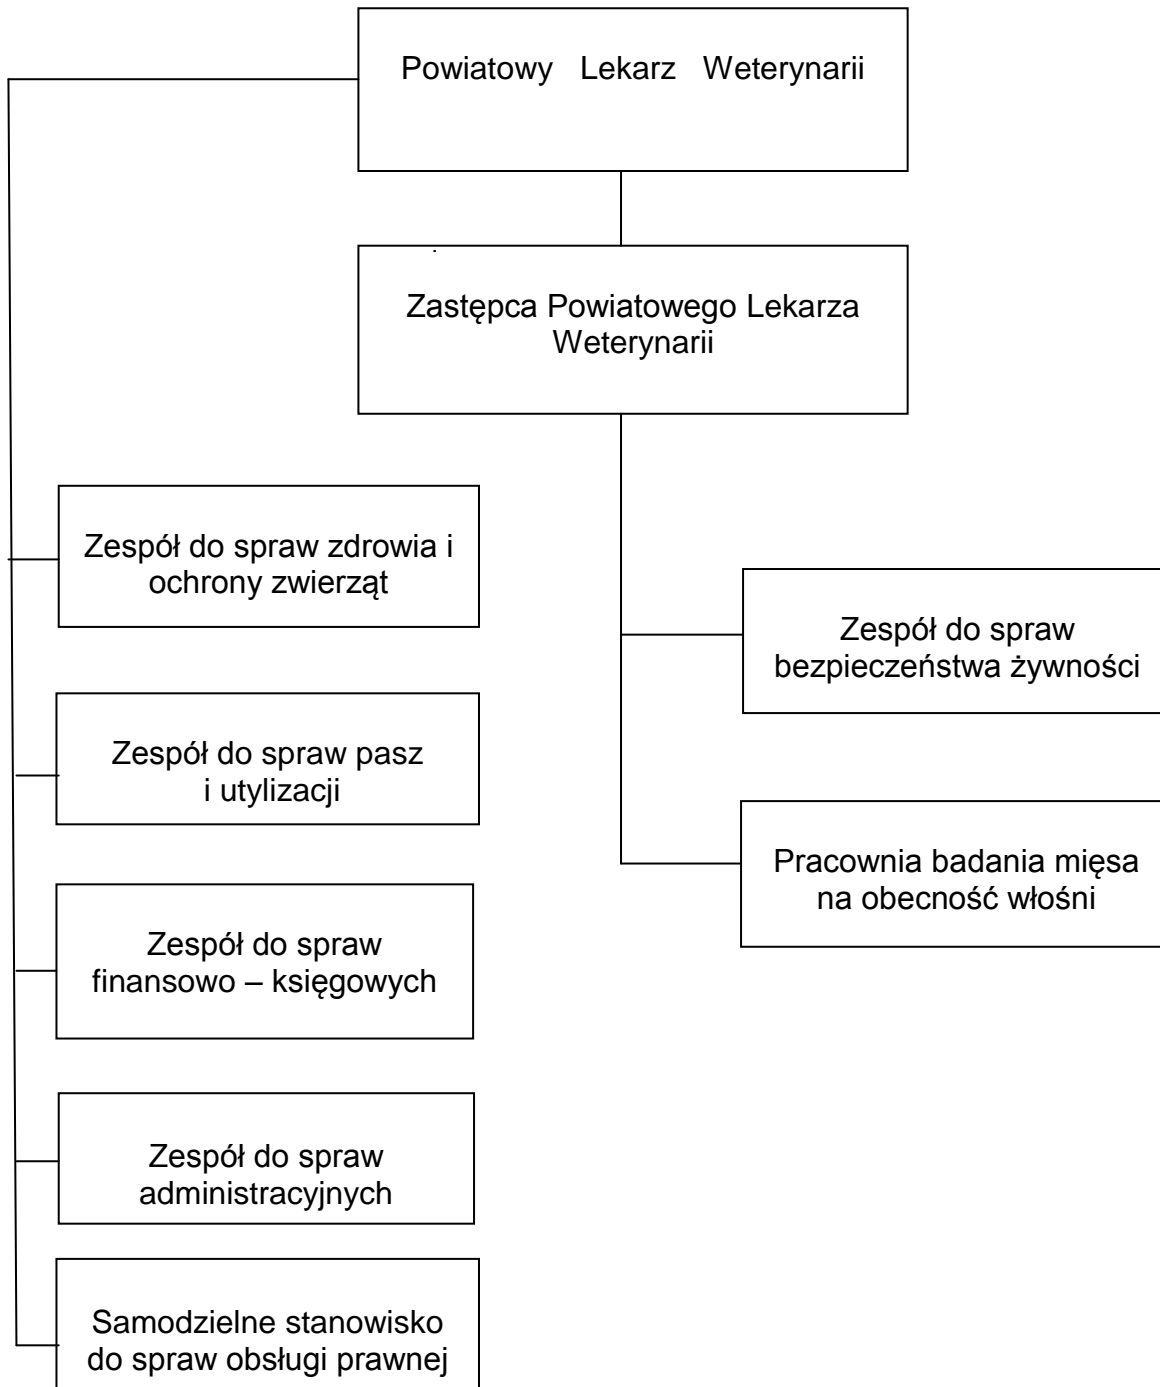 Powiatowy Lekarz Weterynarii
Zastępca Powiatowego Lekarza
Weterynarii
Zespół do spraw zdrowia i
ochrony zwierząt
Zespół do spraw
bezpieczeństwa żywności
Zespół do spraw pasz
i utylizacji
Pracownia badania mięsa
na obecność włośni
Zespół do spraw
finansowo – księgowych
Zespół do spraw
administracyjnych
Samodzielne stanowisko
do spraw obsługi prawnej